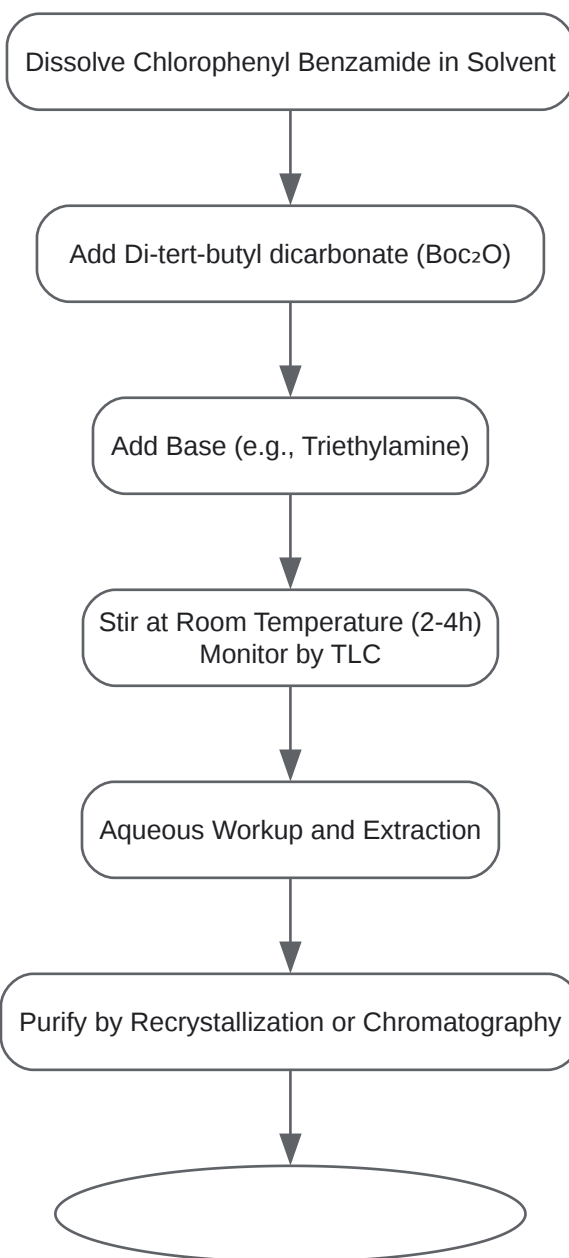 Dissolve Chlorophenyl Benzamide in Solvent
Add Di-tert-butyl dicarbonate (Boc₂O)
Add Base (e.g., Triethylamine)
Stir at Room Temperature (2-4h)
Monitor by TLC
Aqueous Workup and Extraction
Purify by Recrystallization or Chromatography